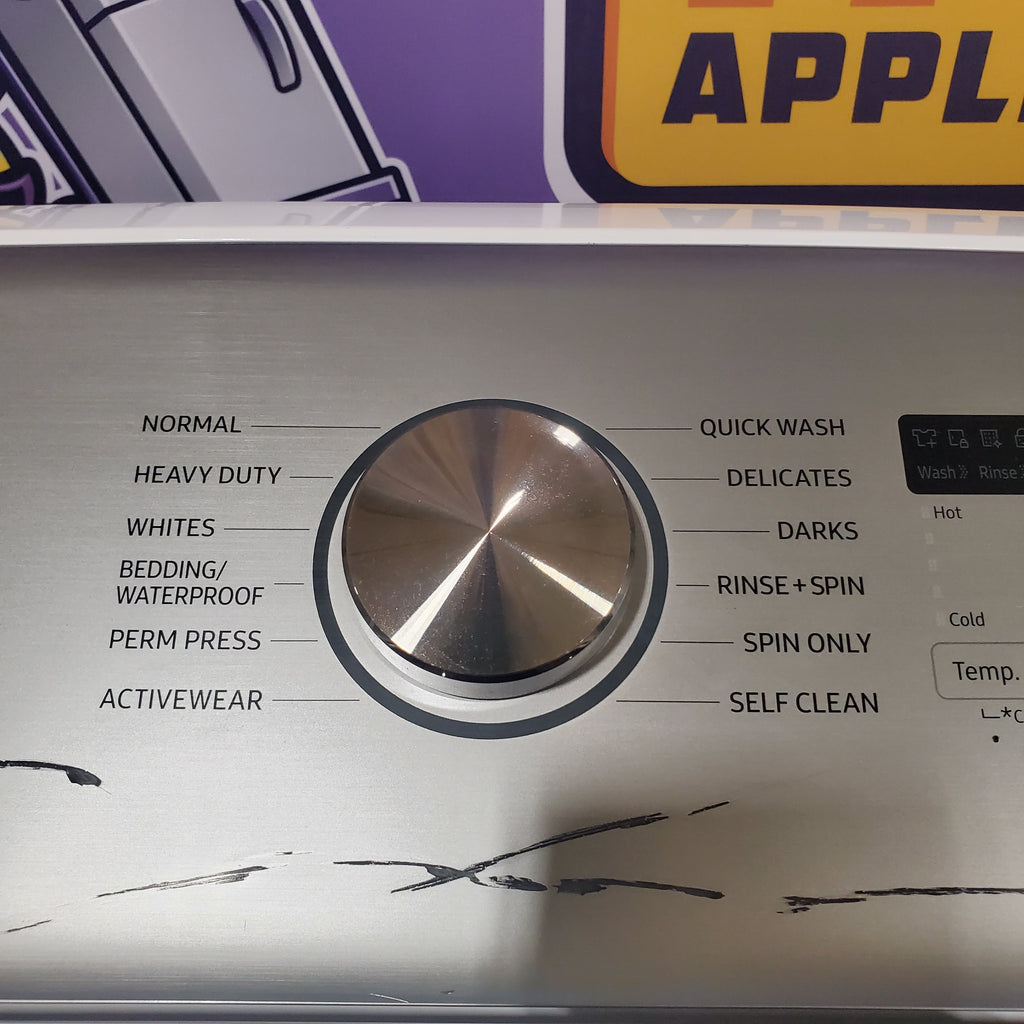 APPL
NORMAL
HEAVY DUTY
WHITES
BEDDING/
WATERPROOF
PERM PRESS
ACTIVEWEAR
QUICK WASH
DELICATES
DARKS
RINSE+SPIN
SPIN ONLY
SELF CLEAN
Wash Rinse
Hot
Cold
Temp.